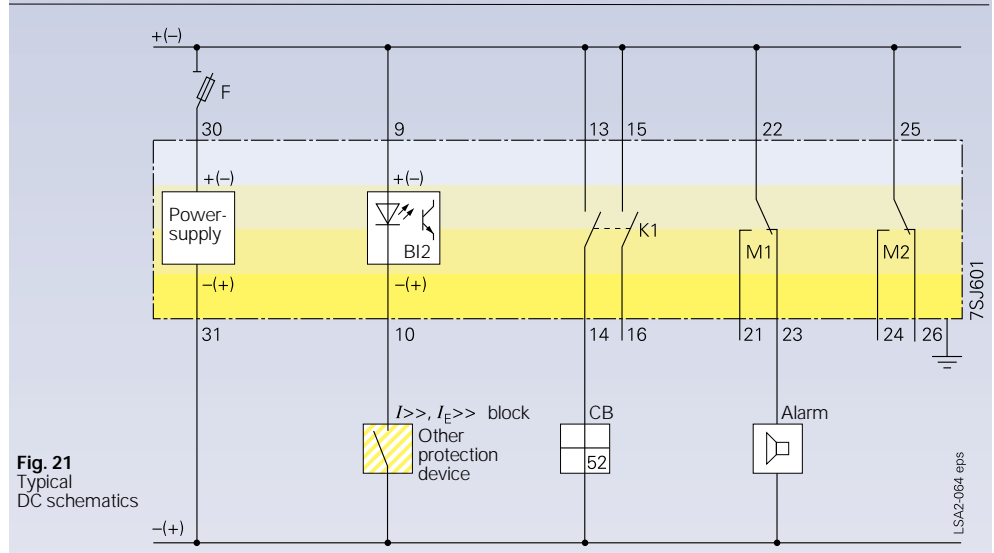 +(–)
F
30
9
13
15
22
25
+(–)
+(–)
Power-
supply
BI2
K1
M1
M2
–(+)
–(+)
7SJ601
31
10
14
16
21
23
24
26
I>>, IE>> block
Other
protection
device
CB
52
Alarm
Fig. 21
Typical
DC schematics
–(+)
LSA2-064 eps